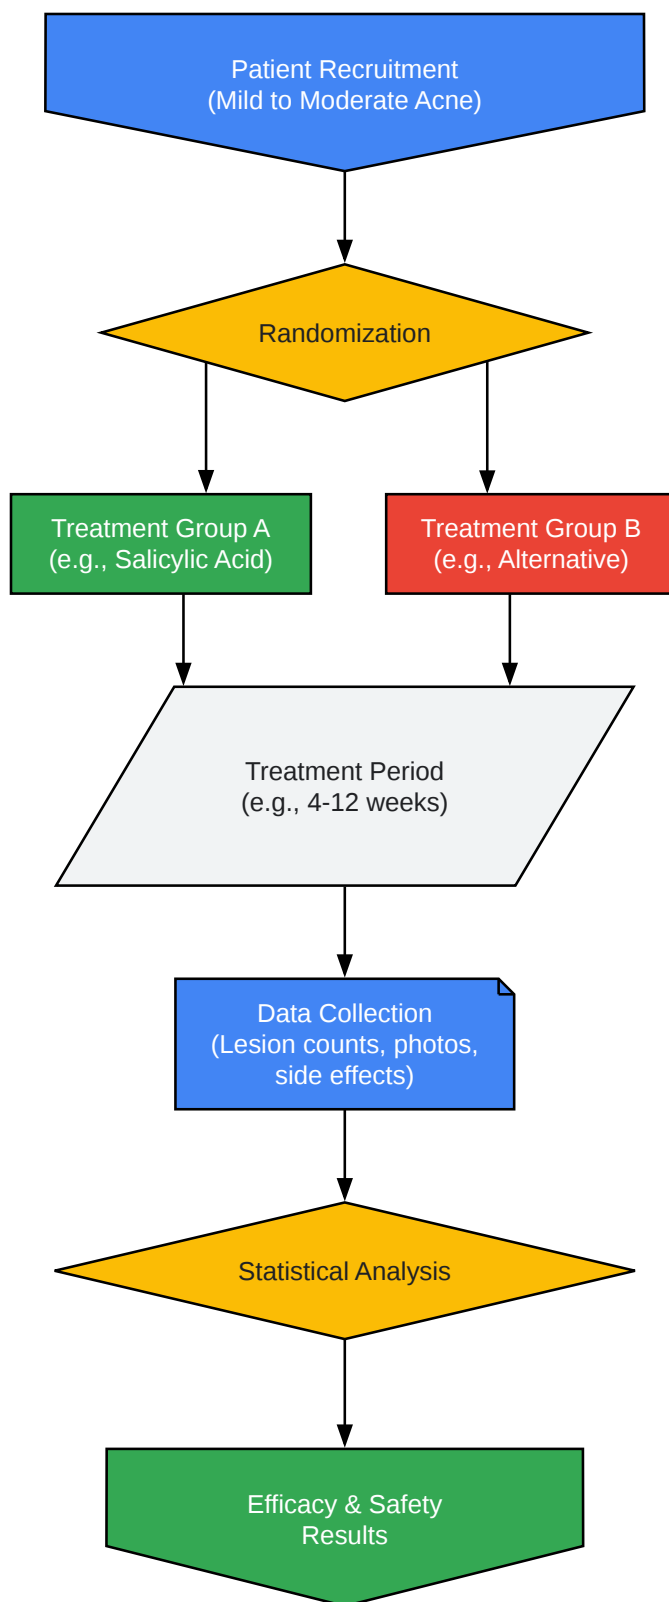 Patient Recruitment
(Mild to Moderate Acne)
Randomization
Treatment Group A
(e.g., Salicylic Acid)
Treatment Group B
(e.g., Alternative)
Treatment Period
(e.g., 4-12 weeks)
Data Collection
(Lesion counts, photos,
side effects)
Statistical Analysis
Efficacy & Safety
Results